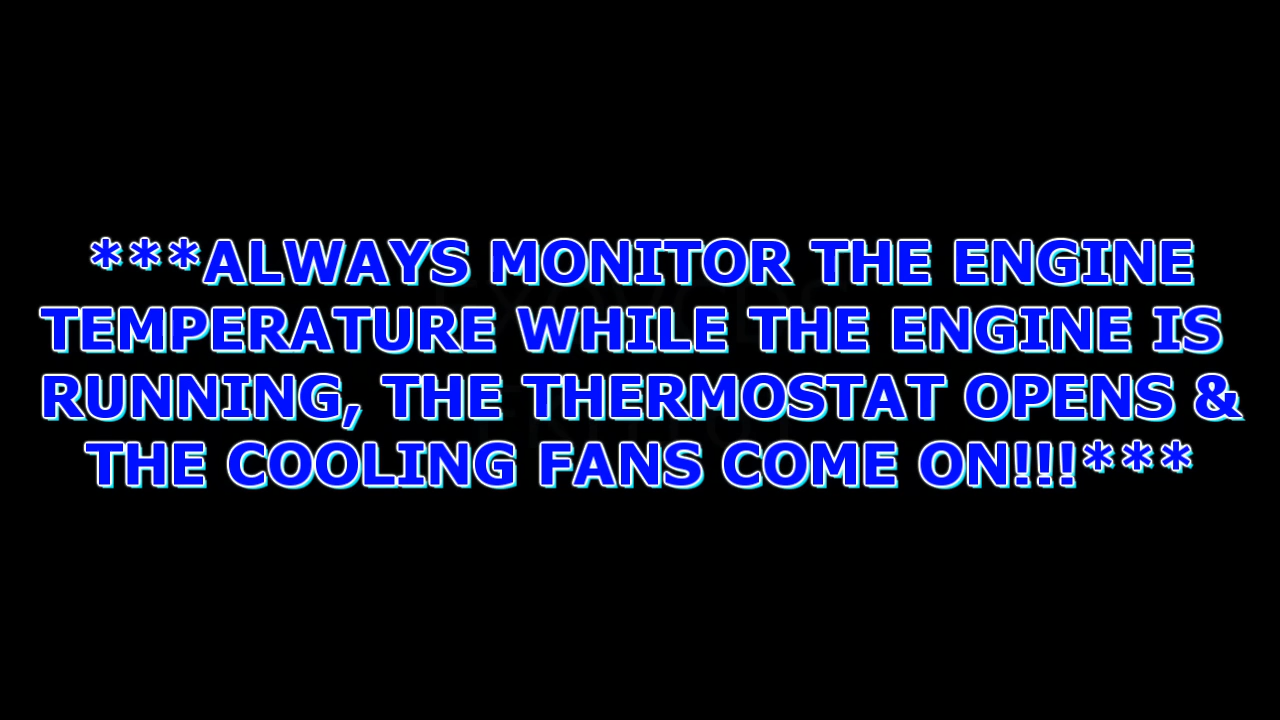 ***ALWAYS MONITOR THE ENGINE
TEMPERATURE WHILE THE ENGINE IS
RUNNING, THE THERMOSTAT OPENS &
THE COOLING FANS COME ON!!!***